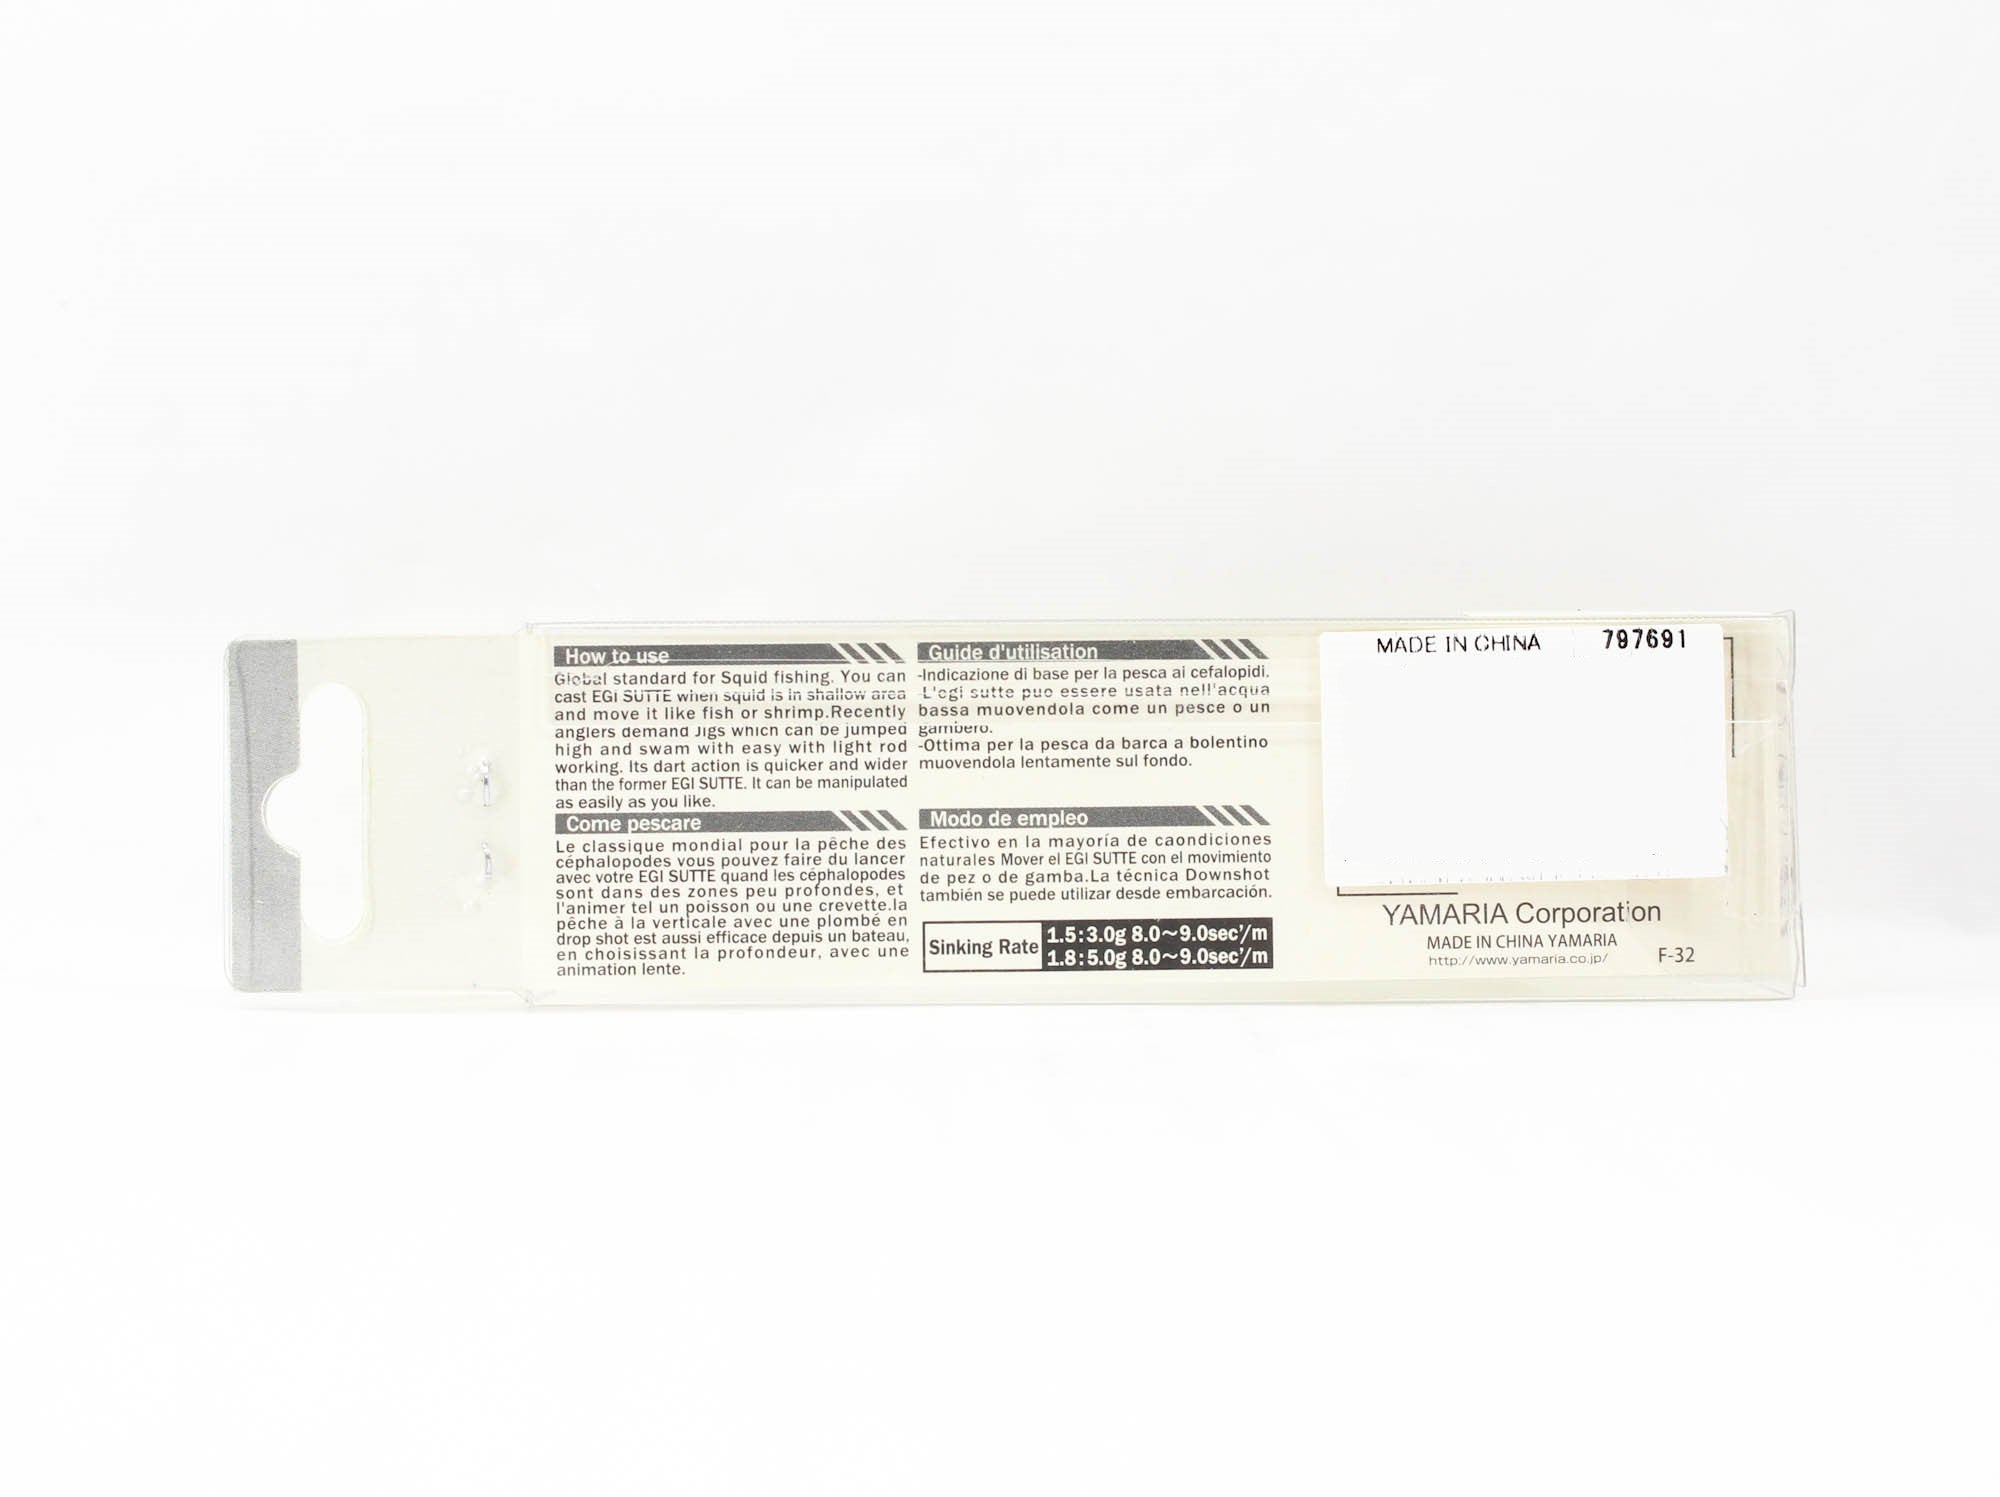 How to use
Global standard for Squid fishing. You can
cast EGI SUTTE when squid is in shallow area
and move it like fish or shrimp.Recently
anglers demand Jigs which can be jumped
high and swam with easy with light rod
working. Its dart action is quicker and wider
than the former EGI SUTTE. It can be manipulated
as easily as you like.
Come pescare
Le classique mondial pour la pêche des
céphalopodes vous pouvez faire du lancer
avec votre EGI SUTTE quand les céphalopodes
sont dans des zones peu profondes, et
l'animer tel un poisson ou une crevette.la
pêche à la verticale avec une plombé en
drop shot est aussi efficace depuis un bateau,
en choisissant la profondeur, avec une
animation lente.
Guide d'utilisation
-Indicazione di base per la pesca ai cefalopidi.
-L'egi sutte puo essere usata nell'acqua
bassa muovendola come un pesce o un
gambero.
-Ottima per la pesca da barca a bolentino
muovendola lentamente sul fondo.
Modo de empleo
Efectivo en la mayoría de caondiciones
naturales Mover el EGI SUTTE con el movimiento
de pez o de gamba.La técnica Downshot
también se puede utilizar desde embarcación.
Sinking Rate
1.5:3.0g 8.0~9.0sec'/m
1.8:5.0g 8.0~9.0sec'/m
MADE IN CHINA 797691
YAMARIA Corporation
MADE IN CHINA YAMARIA
http://www.yamaria.co.jp/ F-32